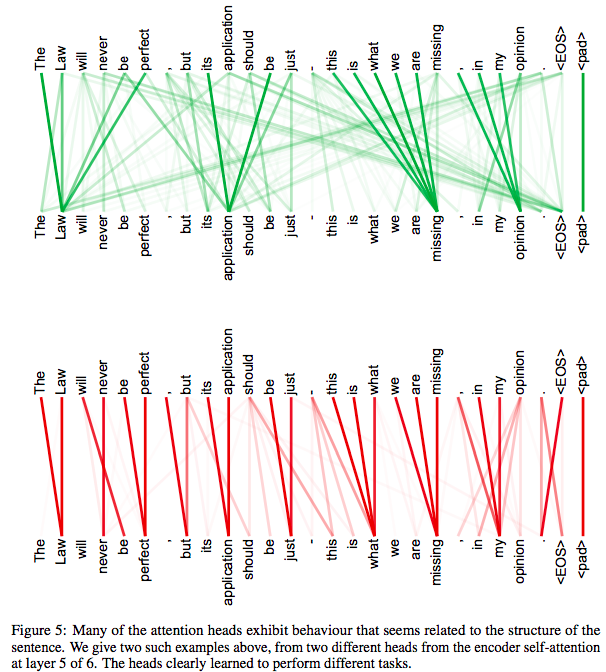 The Law will never be perfect , but its application should be just - this is what we are missing , in my opinion . <EOS> <pad>
The Law will never be perfect , but its application should be just - this is what we are missing , in my opinion . <EOS> <pad>
The Law will never be perfect , but its application should be just - this is what we are missing , in my opinion . <EOS> <pad>
The Law will never be perfect , but its application should be just - this is what we are missing , in my opinion . <EOS> <pad>
Figure 5: Many of the attention heads exhibit behaviour that seems related to the structure of the
sentence. We give two such examples above, from two different heads from the encoder self-attention
at layer 5 of 6. The heads clearly learned to perform different tasks.